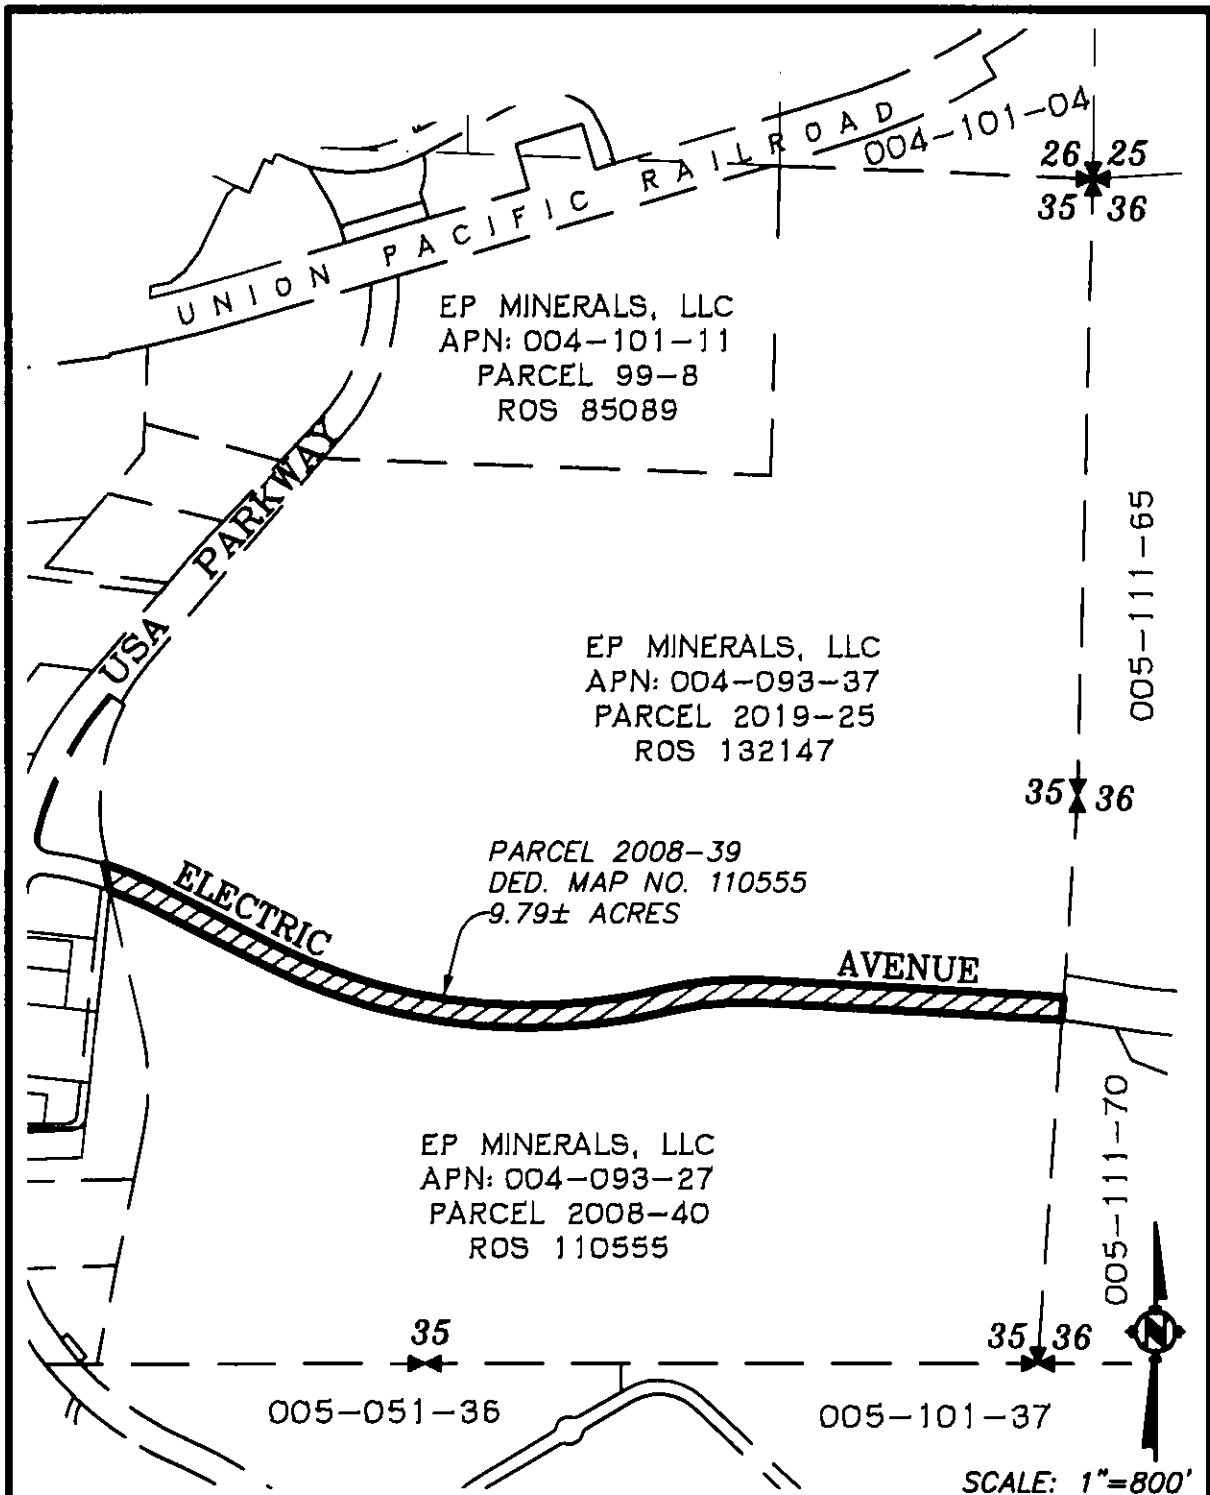 UNION PACIFIC RAILROAD
004-101-04
26 25
35 36
EP MINERALS, LLC
APN: 004-101-11
PARCEL 99-8
ROS 85089
USA PARKWAY
005-111-65
EP MINERALS, LLC
APN: 004-093-37
PARCEL 2019-25
ROS 132147
35 36
PARCEL 2008-39
DED. MAP NO. 110555
9.79± ACRES
ELECTRIC AVENUE
EP MINERALS, LLC
APN: 004-093-27
PARCEL 2008-40
ROS 110555
005-111-70
N
35
35 36
005-051-36
005-101-37
SCALE: 1"=800'